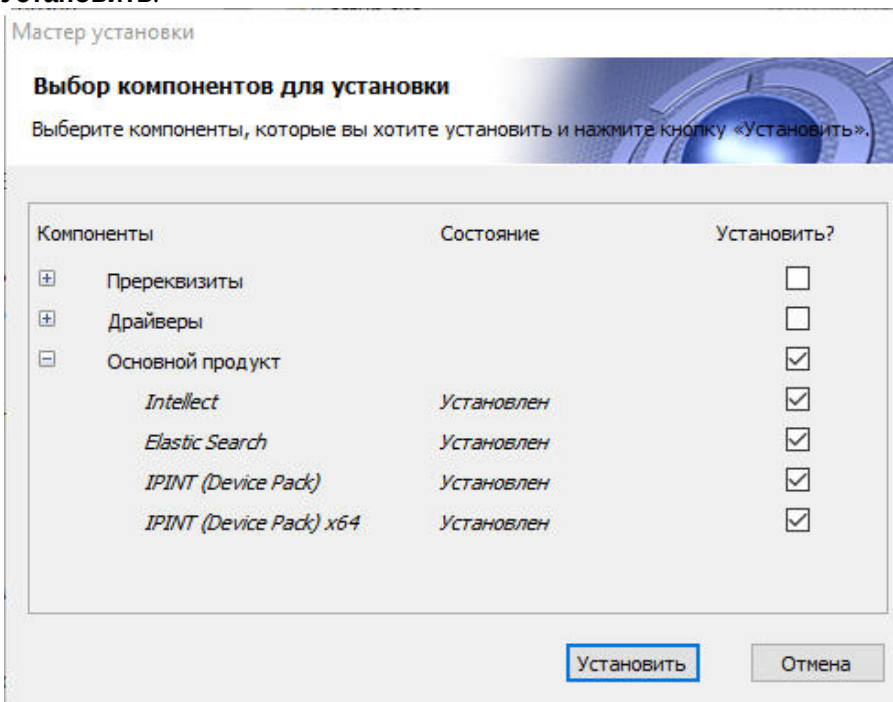 Установить.
Мастер установки
Выбор компонентов для установки
Выберите компоненты, которые вы хотите установить и нажмите кнопку «Установить».
Компоненты Состояние Установить?
Пререквизиты
Драйверы
Основной продукт
Intellect Установлен
Elastic Search Установлен
IPINT (Device Pack) Установлен
IPINT (Device Pack) x64 Установлен
Установить Отмена